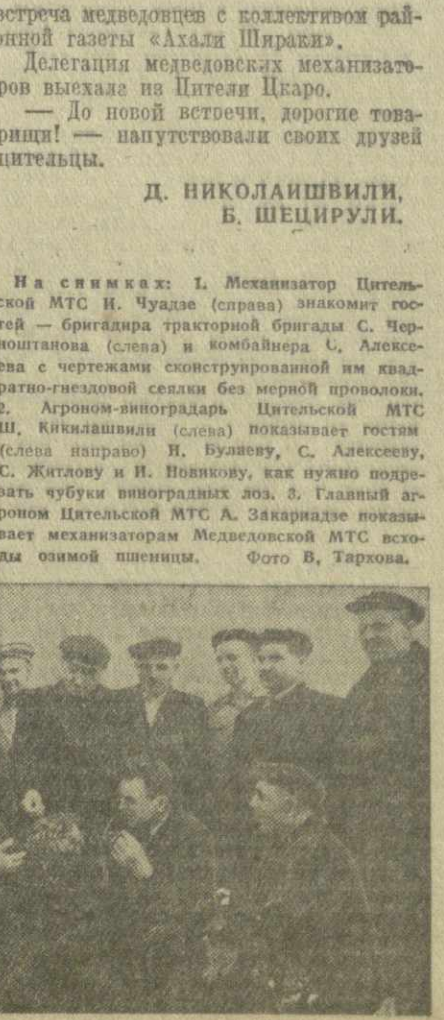 встреча медведовцев с коллективом рай-
онной газеты «Ахали Шираки».
Делегация медведовских механизато-
ров выехала из Цители Цкаро.
— До новой встречи, дорогие това-
рищи! — напутствовали своих друзей
цительцы.
Д. НИКОЛАИШВИЛИ,
Б. ШЕЦИРУЛИ.
На снимках: 1. Механизатор Цитель-
ской МТС И. Чуадзе (справа) знакомит гос-
тей — бригадира тракторной бригады С. Чер-
ноштанова (слева) и комбайнера С. Алексе-
ева с чертежами сконструированной им квад-
ратно-гнездовой сеялки без мерной проволоки.
2. Агроном-виноградарь Цительской МТС
Ш. Кикилашвили (слева) показывает гостям
(слева направо) Н. Булиеву, С. Алексееву,
С. Житлову и И. Новикову, как нужно подре-
зать чубуки виноградных лоз. 3. Главный аг-
роном Цительской МТС А. Закариадзе показы-
вает механизаторам Медведовской МТС всхо-
ды озимой пшеницы. Фото В. Тархова.